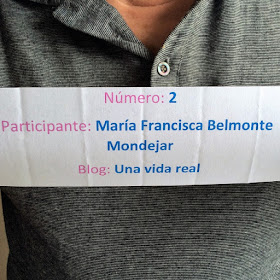 Número: 2
Participante: María Francisca Belmonte
Mondejar
Blog: Una vida real